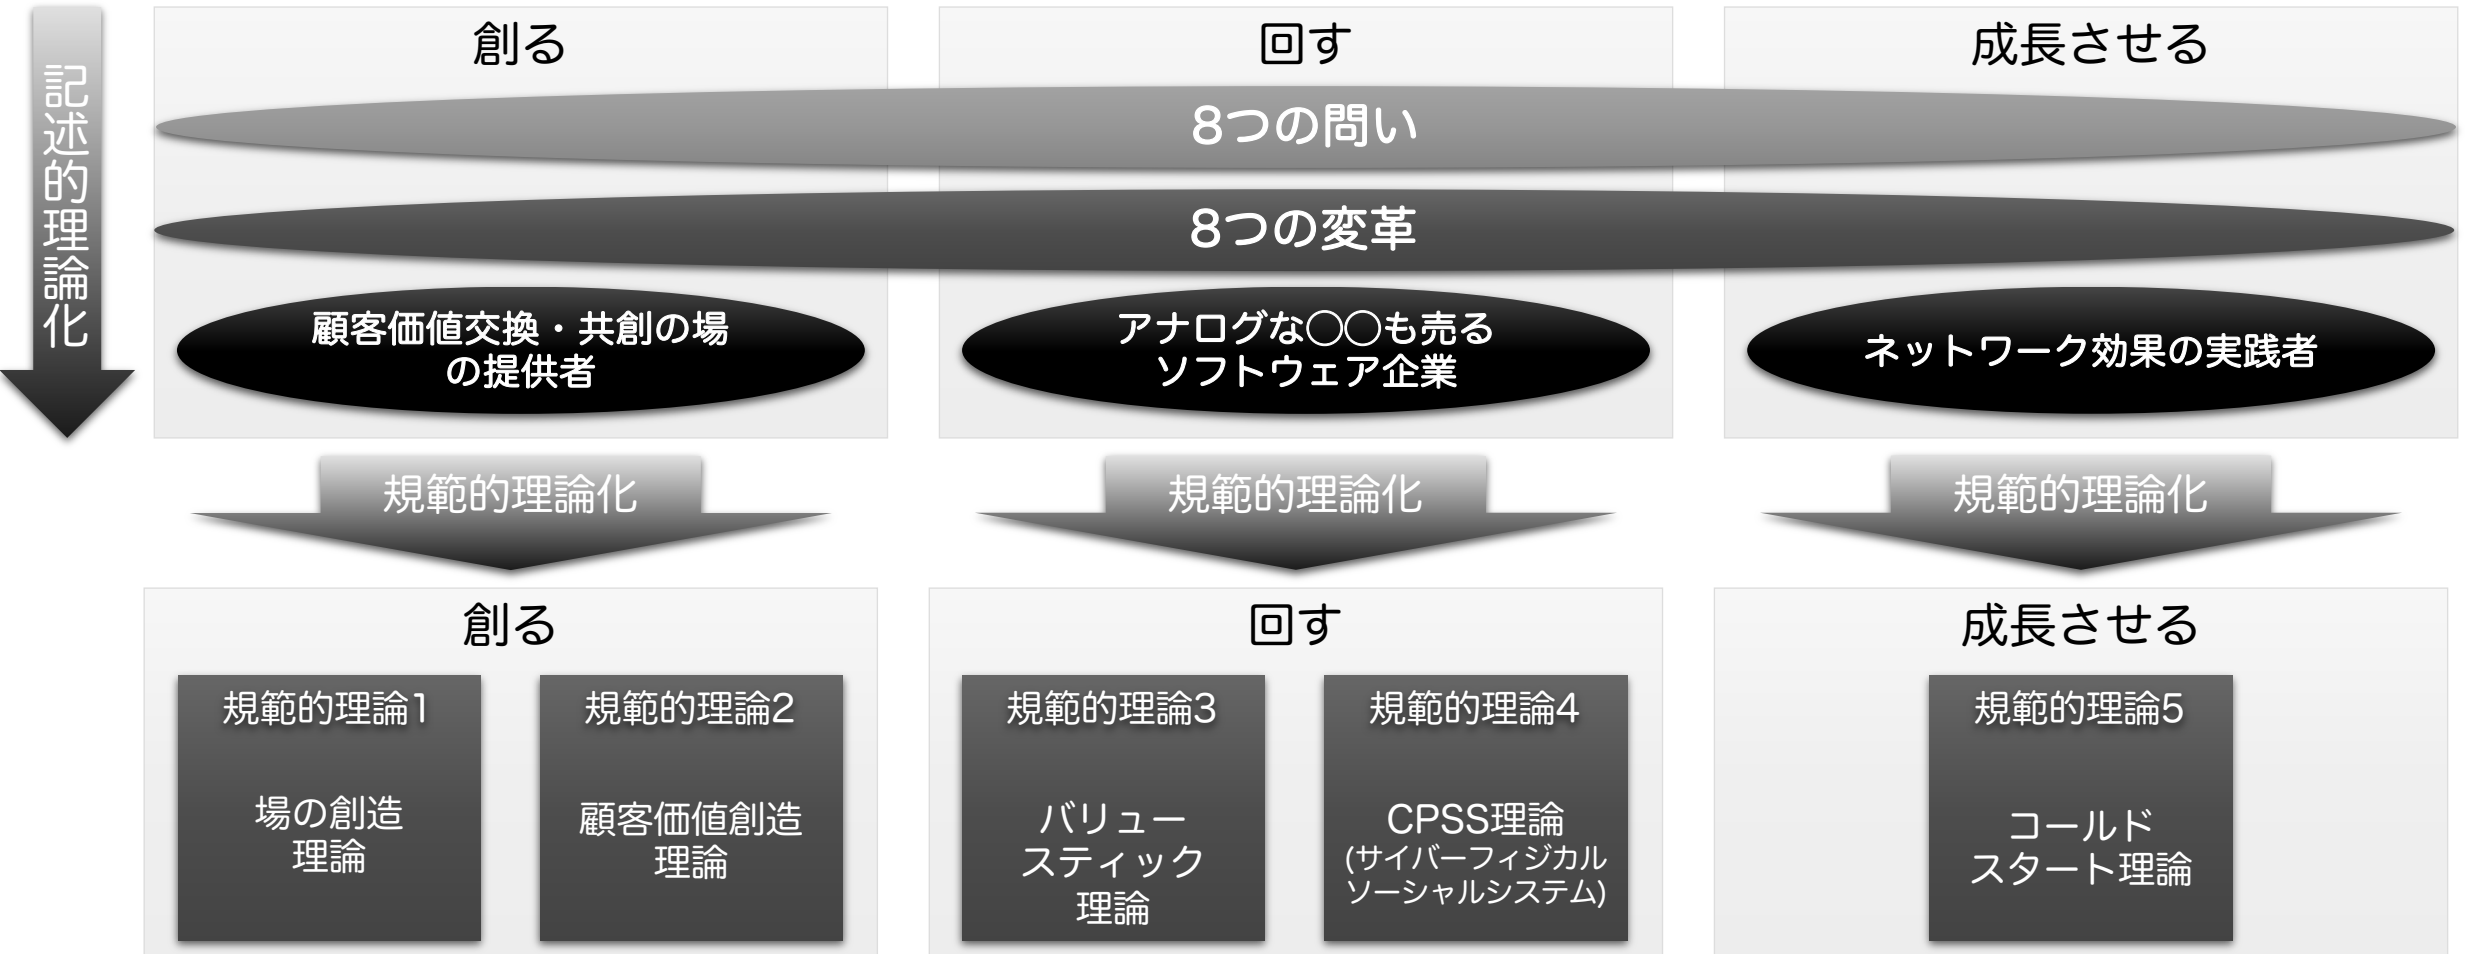 記述的理論化
創る
回す
成長させる
8つの問い
8つの変革
顧客価値交換・共創の場
の提供者
アナログな◯◯も売る
ソフトウェア企業
ネットワーク効果の実践者
規範的理論化
規範的理論化
規範的理論化
創る
規範的理論1
場の創造
理論
規範的理論2
顧客価値創造
理論
回す
規範的理論3
バリュー
スティック
理論
規範的理論4
CPSS理論
(サイバーフィジカル
ソーシャルシステム)
成長させる
規範的理論5
コールド
スタート理論